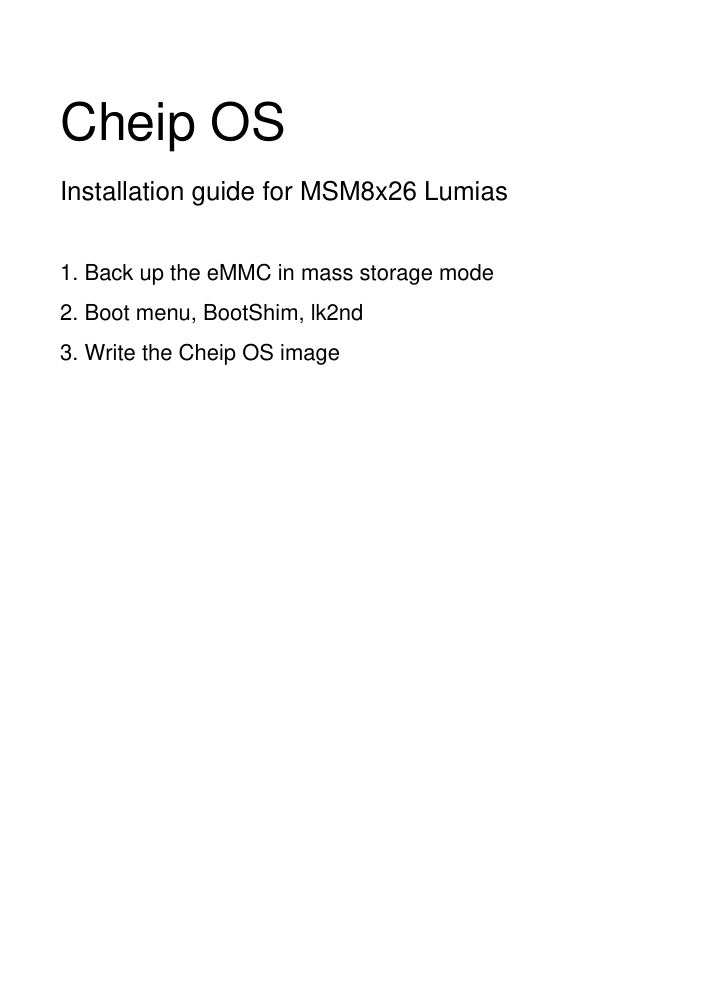 Cheip OS
Installation guide for MSM8x26 Lumias
1. Back up the eMMC in mass storage mode
2. Boot menu, BootShim, lk2nd
3. Write the Cheip OS image